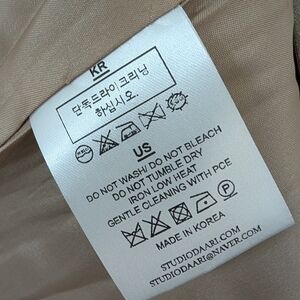 KR
단독드라이크리닝
하십시오.
US
DO NOT WASH/ DO NOT BLEACH
DO NOT TUMBLE DRY
IRON LOW HEAT
GENTLE CLEANING WITH PCE
P
MADE IN KOREA
STUDIODAARI.COM
STUDIODAARI@NAVER.COM